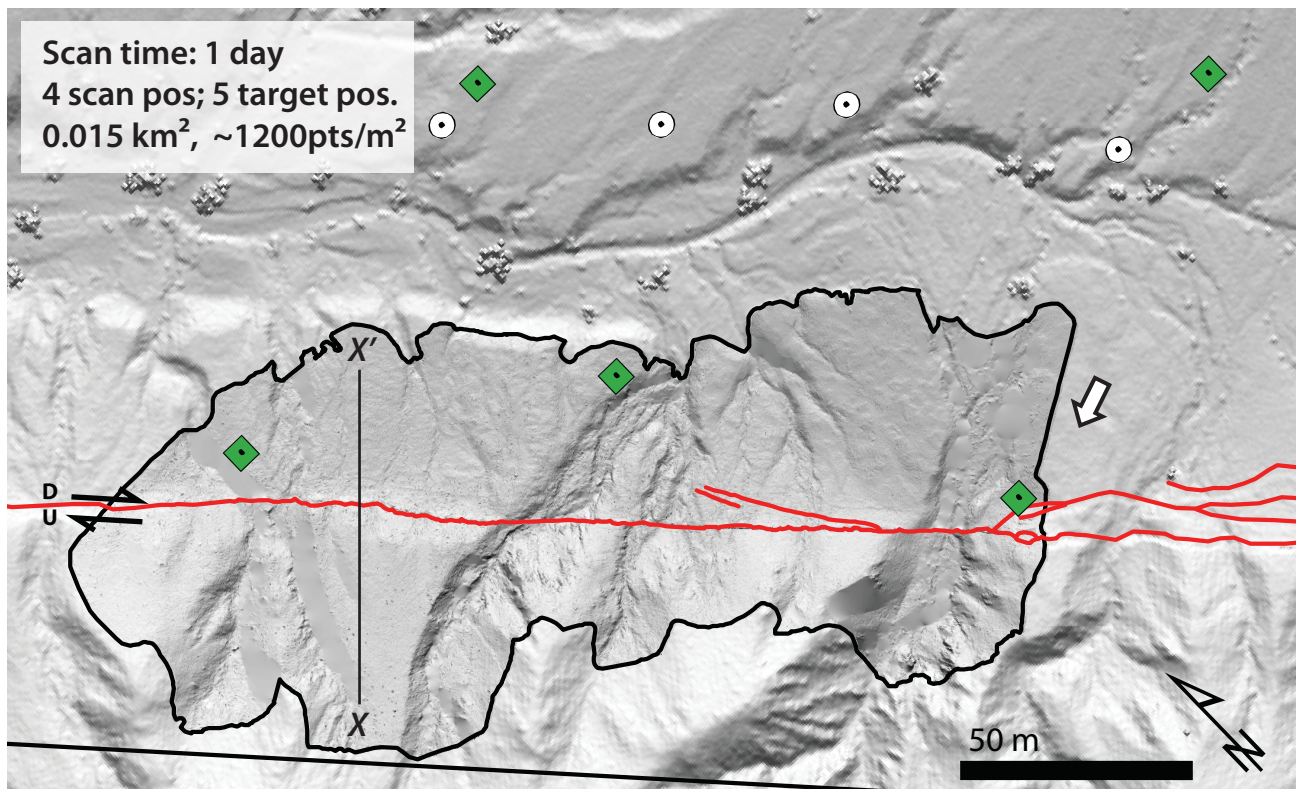 Scan time: 1 day
4 scan pos; 5 target pos.
0.015 km², ~1200pts/m²
X'
D
U
X
50 m
N